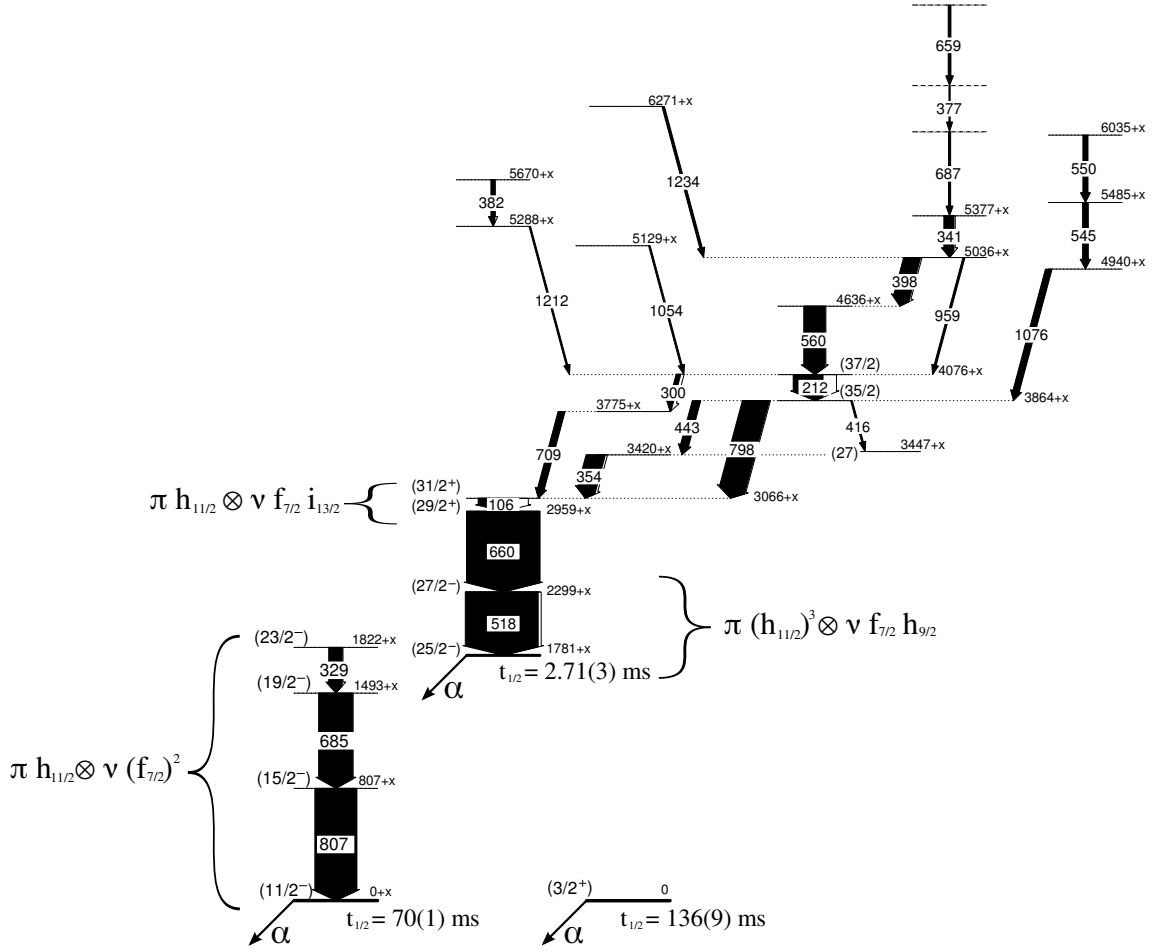 659
377
6271+x
6035+x
1234
687
550
5670+x
382
5485+x
5377+x
5288+x
341
545
5129+x
5036+x
4940+x
398
1212
1054
4636+x
959
1076
560
(37/2)
4076+x
300
212
(35/2)
3864+x
3775+x
443
416
709
798
3420+x
(27)
3447+x
354
(31/2⁺)
3066+x
π h₁₁/₂ ⊗ ν f₇/₂ i₁₃/₂
(29/2⁺)
106
2959+x
660
(27/2⁻)
2299+x
518
π (h₁₁/₂)³⊗ ν f₇/₂ h₉/₂
(25/2⁻)
1781+x
t₁/₂ = 2.71(3) ms
α
(23/2⁻)
1822+x
329
(19/2⁻)
1493+x
685
π h₁₁/₂⊗ ν (f₇/₂)²
(15/2⁻)
807+x
807
(11/2⁻)
0+x
(3/2⁺)
0
t₁/₂ = 70(1) ms
t₁/₂ = 136(9) ms
α
α